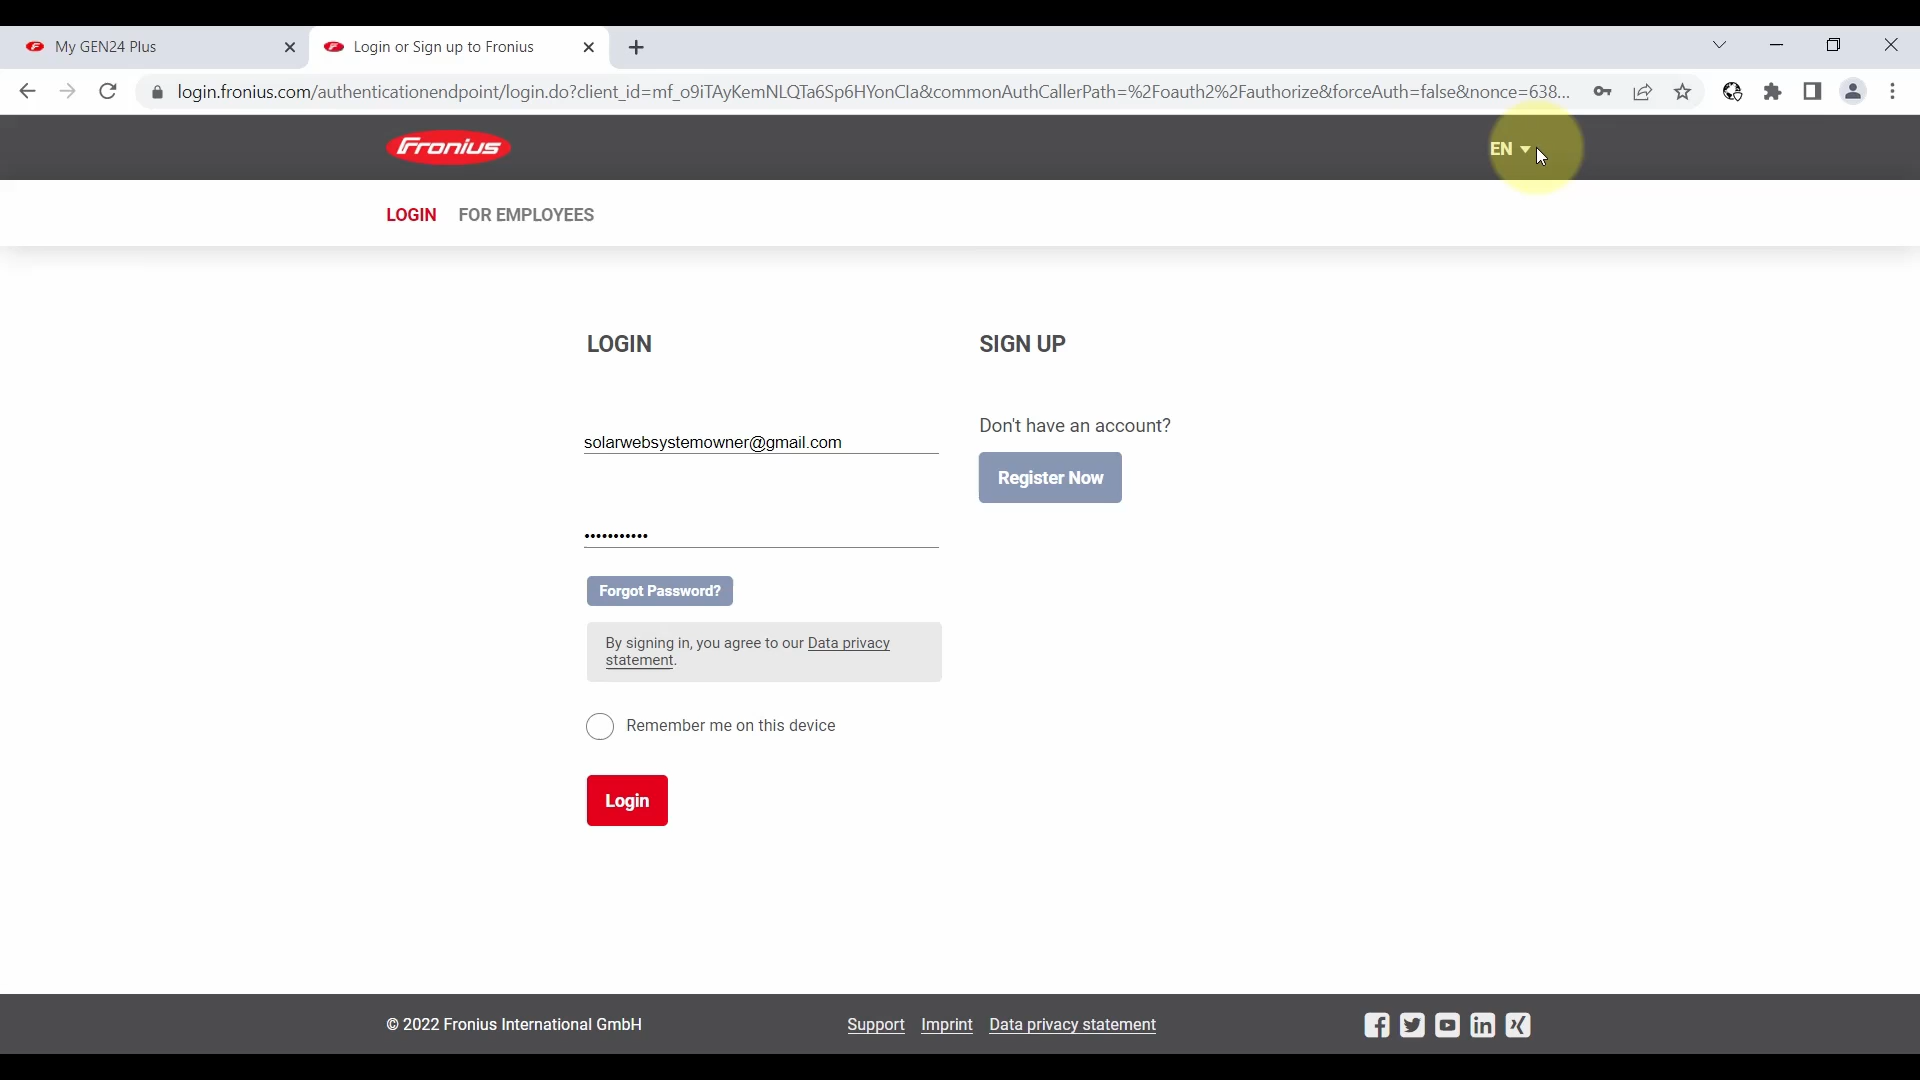 My GEN24 Plus
Login or Sign up to Fronius
login.fronius.com/authenticationendpoint/login.do?client_id=mf_o9iTAyKemNLQTa6Sp6HYonCla&commonAuthCallerPath=%2Foauth2%2Fauthorize&forceAuth=false&nonce=638...
Fronius
EN
LOGIN FOR EMPLOYEES
LOGIN
SIGN UP
solarwebsystemowner@gmail.com
Don't have an account?
Register Now
•••••••••••
Forgot Password?
By signing in, you agree to our Data privacy
statement.
Remember me on this device
Login
© 2022 Fronius International GmbH
Support Imprint Data privacy statement